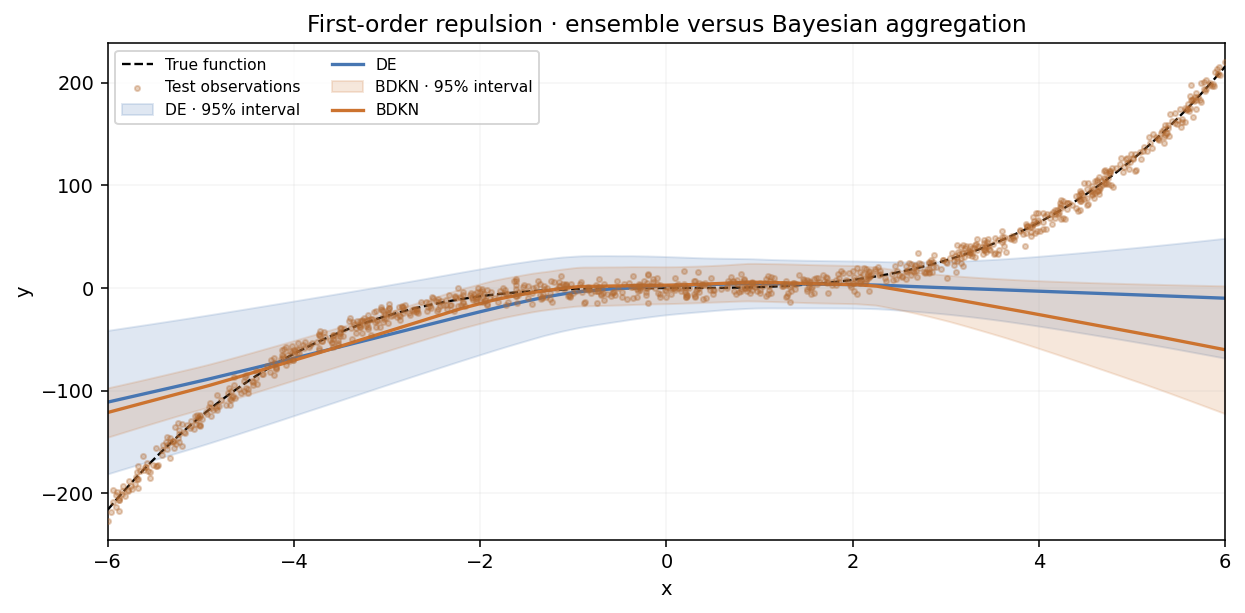 First-order repulsion · ensemble versus Bayesian aggregation
True function
Test observations
DE · 95% interval
DE
BDKN · 95% interval
BDKN
y
200
100
0
−100
−200
−6
−4
−2
0
2
4
6
x